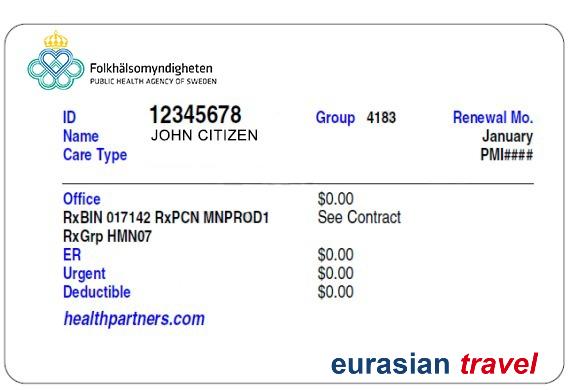 Folkhälsomyndigheten
PUBLIC HEALTH AGENCY OF SWEDEN
ID 12345678 Group 4183 Renewal Mo.
Name JOHN CITIZEN January
Care Type PMI####
Office $0.00
RxBIN 017142 RxPCN MNPROD1 See Contract
RxGrp HMN07
ER $0.00
Urgent $0.00
Deductible $0.00
healthpartners.com
eurasian travel